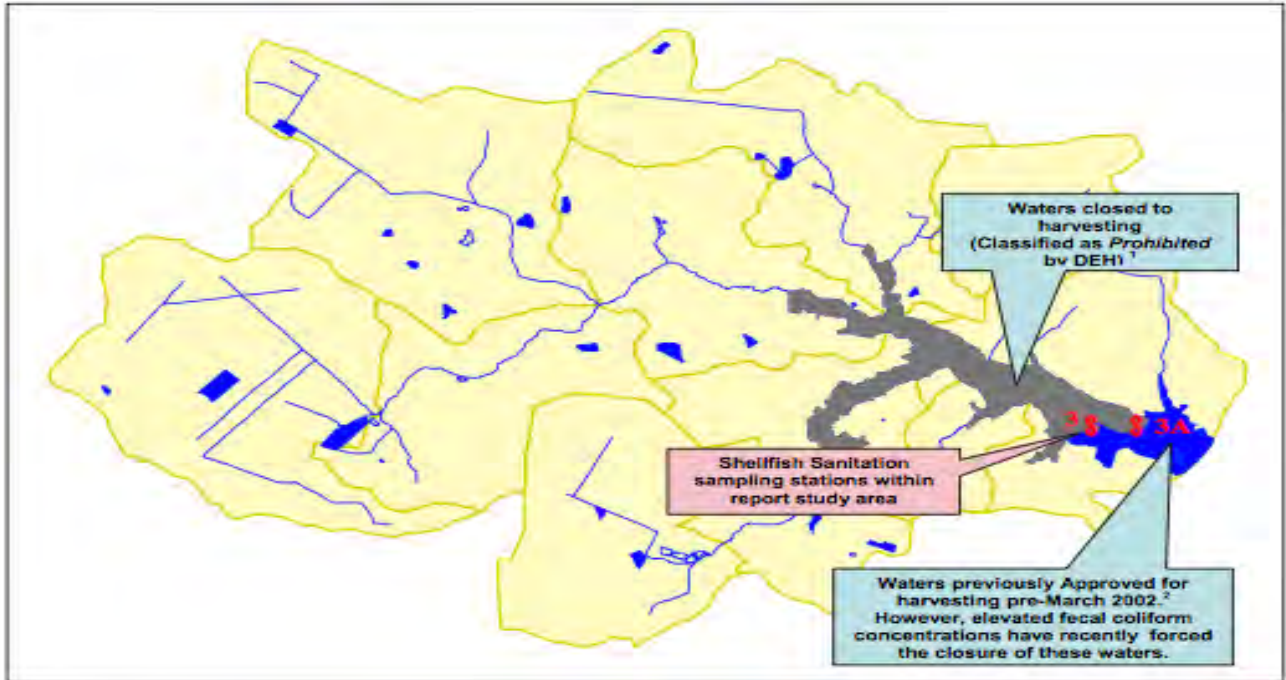 Waters closed to
harvesting
(Classified as Prohibited
by DEH) 1
3
3A
Shellfish Sanitation
sampling stations within
report study area
Waters previously Approved for
harvesting pre-March 2002.2
However, elevated fecal coliform
concentrations have recently forced
the closure of these waters.